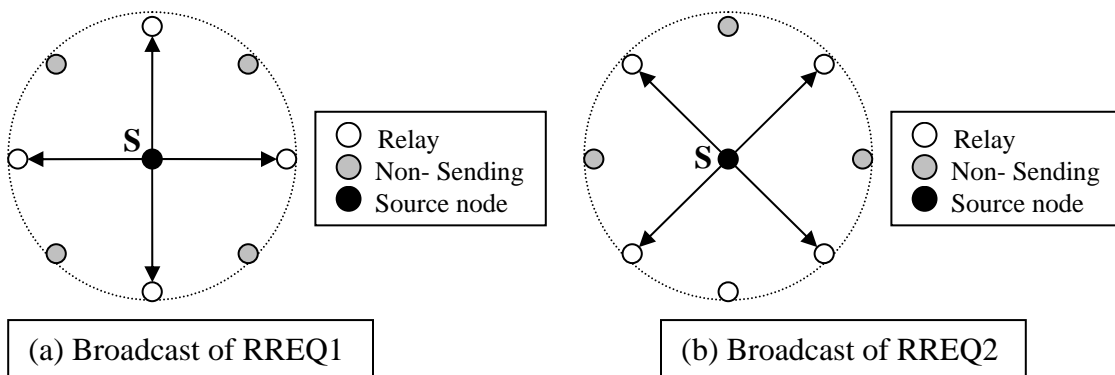 S
Relay
Non- Sending
Source node
(a) Broadcast of RREQ1
S
Relay
Non- Sending
Source node
(b) Broadcast of RREQ2